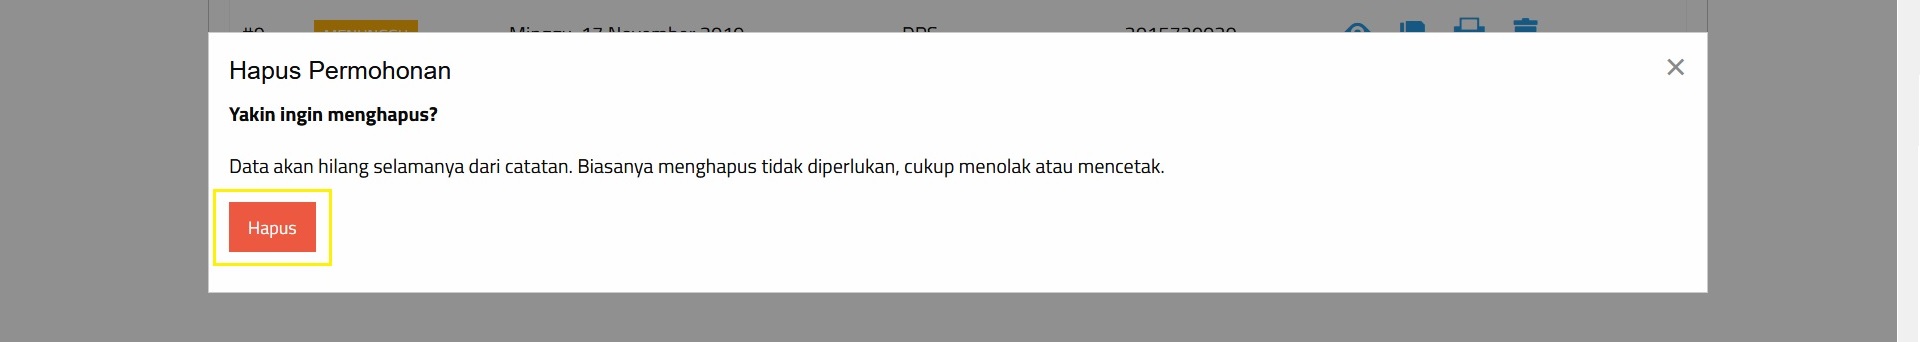 Hapus Permohonan
Yakin ingin menghapus?
Data akan hilang selamanya dari catatan. Biasanya menghapus tidak diperlukan, cukup menolak atau mencetak.
Hapus